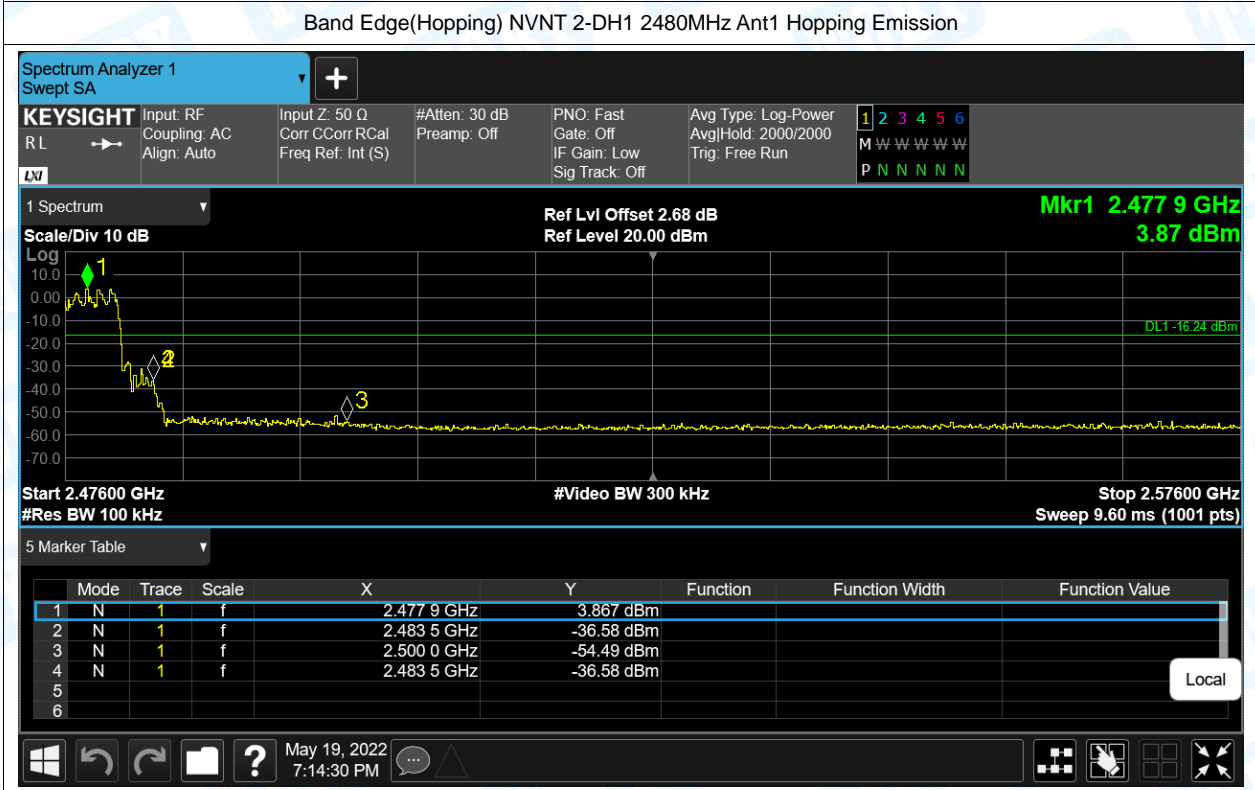 Band Edge(Hopping) NVNT 2-DH1 2480MHz Ant1 Hopping Emission
Spectrum Analyzer 1
Swept SA
+
KEYSIGHT Input: RF Input Z: 50 Ω #Atten: 30 dB PNO: Fast Avg Type: Log-Power 1 2 3 4 5 6
R L Coupling: AC Corr CCorr RCal Preamp: Off Gate: Off Avg|Hold: 2000/2000 M W W W W W
Align: Auto Freq Ref: Int (S) IF Gain: Low Trig: Free Run
LXI Sig Track: Off P N N N N N
1 Spectrum Ref Lvl Offset 2.68 dB Mkr1 2.477 9 GHz
Scale/Div 10 dB Ref Level 20.00 dBm 3.87 dBm
Log
1
10.0
0.00
-10.0
DL1 -16.24 dBm
-20.0
2
-30.0
-40.0
3
-50.0
-60.0
-70.0
Start 2.47600 GHz #Video BW 300 kHz Stop 2.57600 GHz
#Res BW 100 kHz Sweep 9.60 ms (1001 pts)
5 Marker Table
Mode Trace Scale X Y Function Function Width Function Value
1 N 1 f 2.477 9 GHz 3.867 dBm
2 N 1 f 2.483 5 GHz -36.58 dBm
3 N 1 f 2.500 0 GHz -54.49 dBm
4 N 1 f 2.483 5 GHz -36.58 dBm
5
6
Local
? May 19, 2022
7:14:30 PM